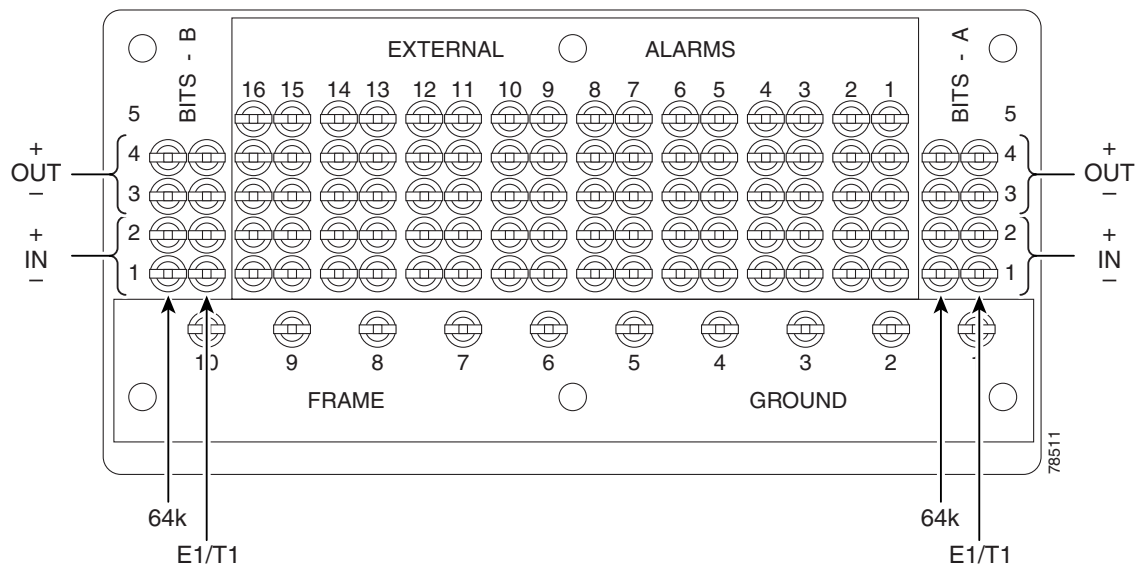 BITS - B
EXTERNAL ALARMS
BITS - A
16 15 14 13 12 11 10 9 8 7 6 5 4 3 2 1
5 5
+ 4 4 +
OUT OUT
– 3 3 –
+ 2 2 +
IN IN
– 1 1 –
10 9 8 7 6 5 4 3 2 1
FRAME GROUND
78511
64k 64k
E1/T1 E1/T1